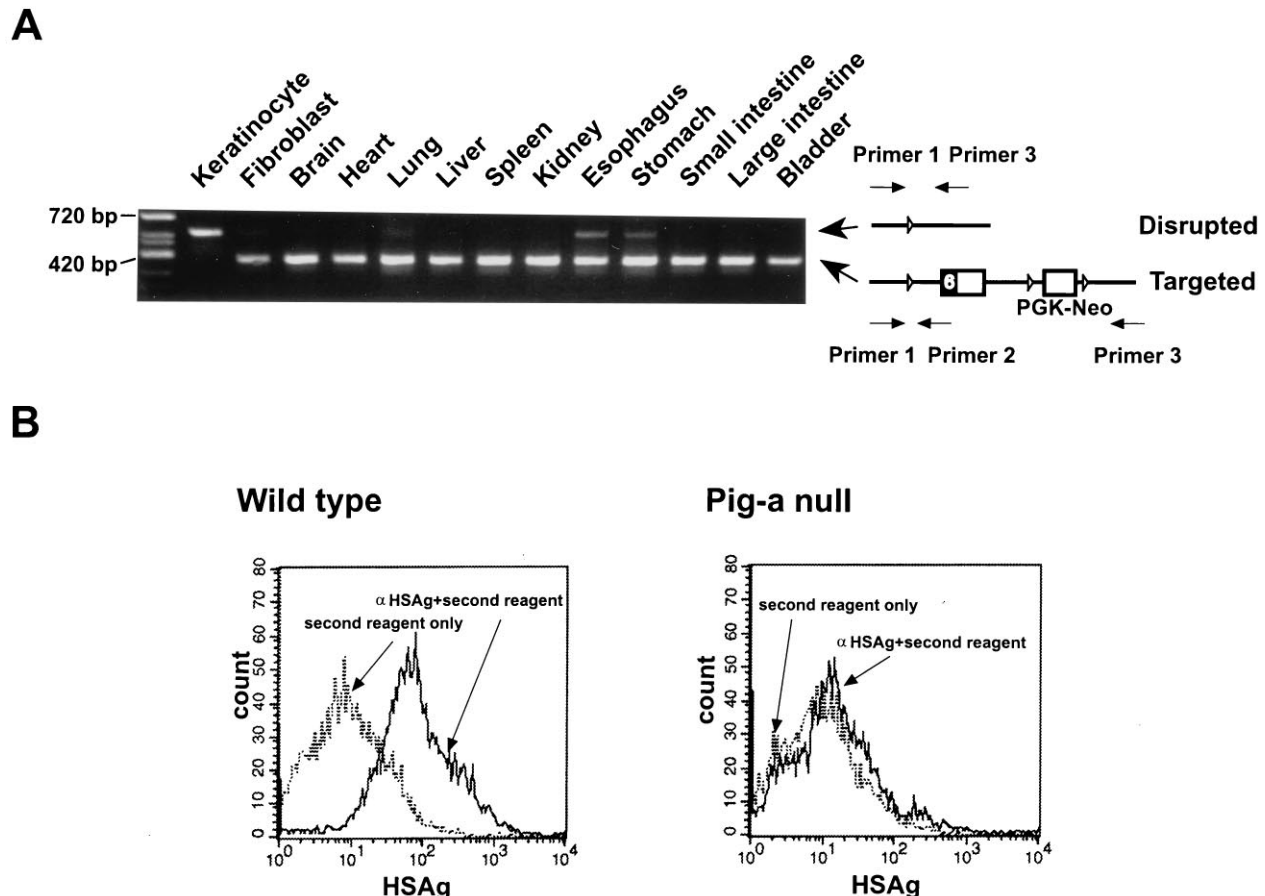 A
Keratinocyte
Fibroblast
Brain
Heart
Lung
Liver
Spleen
Kidney
Esophagus
Stomach
Small intestine
Large intestine
Bladder
720 bp
420 bp
Primer 1 Primer 3
Disrupted
6
Targeted
PGK-Neo
Primer 1 Primer 2 Primer 3
B
Wild type
80
70
60
50
40
30
20
10
0
count
α HSAg+second reagent
second reagent only
10^0 10^1 10^2 10^3 10^4
HSAg
Pig-a null
80
70
60
50
40
30
20
10
0
count
second reagent only
α HSAg+second reagent
10^0 10^1 10^2 10^3 10^4
HSAg